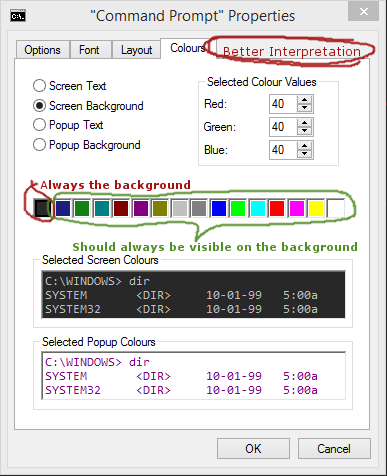 C:\.
"Command Prompt" Properties
Options Font Layout Colours Better Interpretation
Screen Text
Screen Background
Popup Text
Popup Background
Selected Colour Values
Red: 40
Green: 40
Blue: 40
Always the background
Should always be visible on the background
Selected Screen Colours
C:\WINDOWS> dir
SYSTEM <DIR> 10-01-99 5:00a
SYSTEM32 <DIR> 10-01-99 5:00a
Selected Popup Colours
C:\WINDOWS> dir
SYSTEM <DIR> 10-01-99 5:00a
SYSTEM32 <DIR> 10-01-99 5:00a
OK Cancel